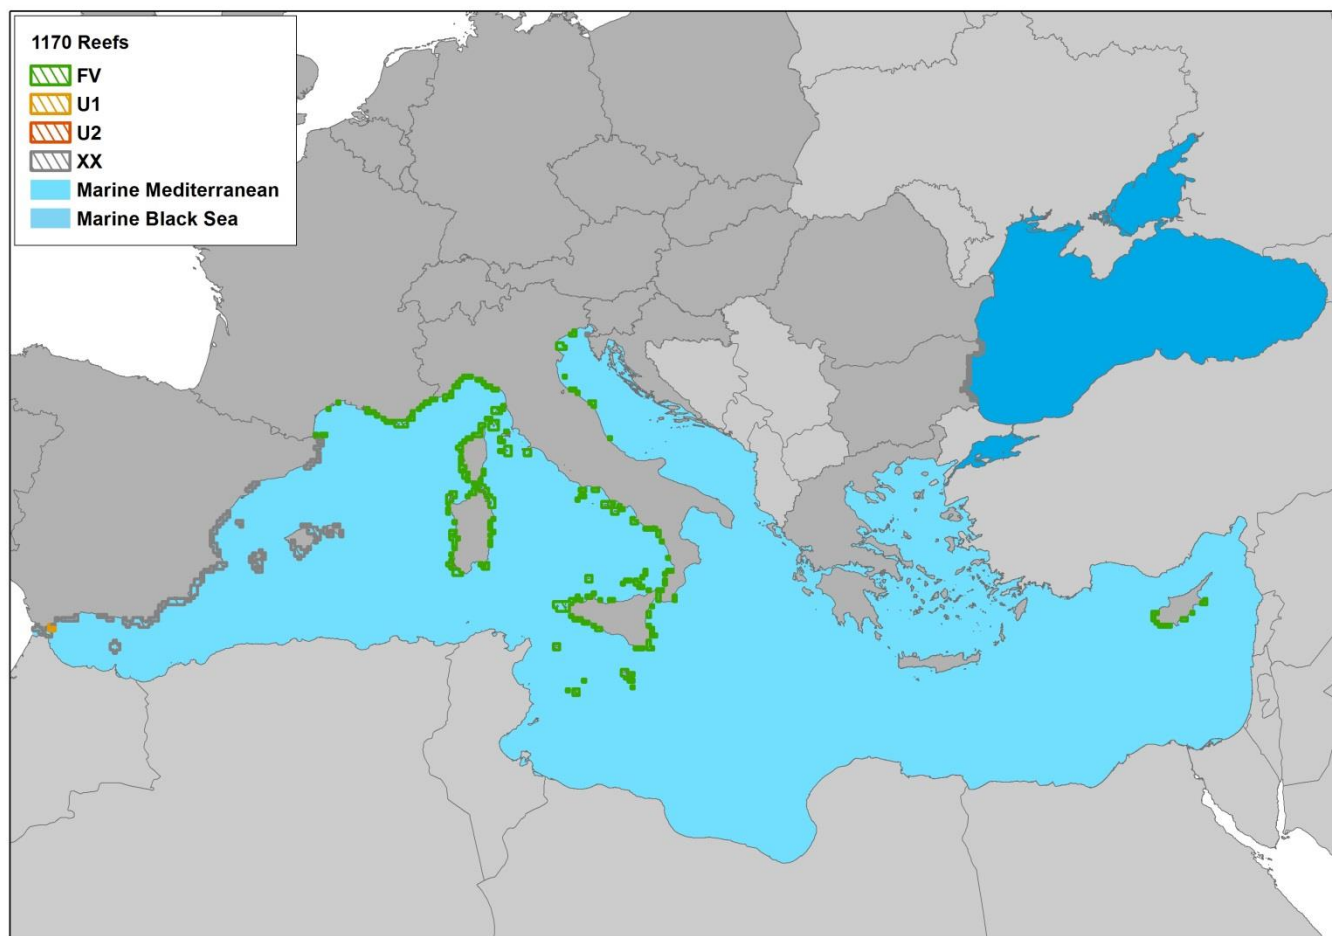 1170 Reefs
FV
U1
U2
XX
Marine Mediterranean
Marine Black Sea